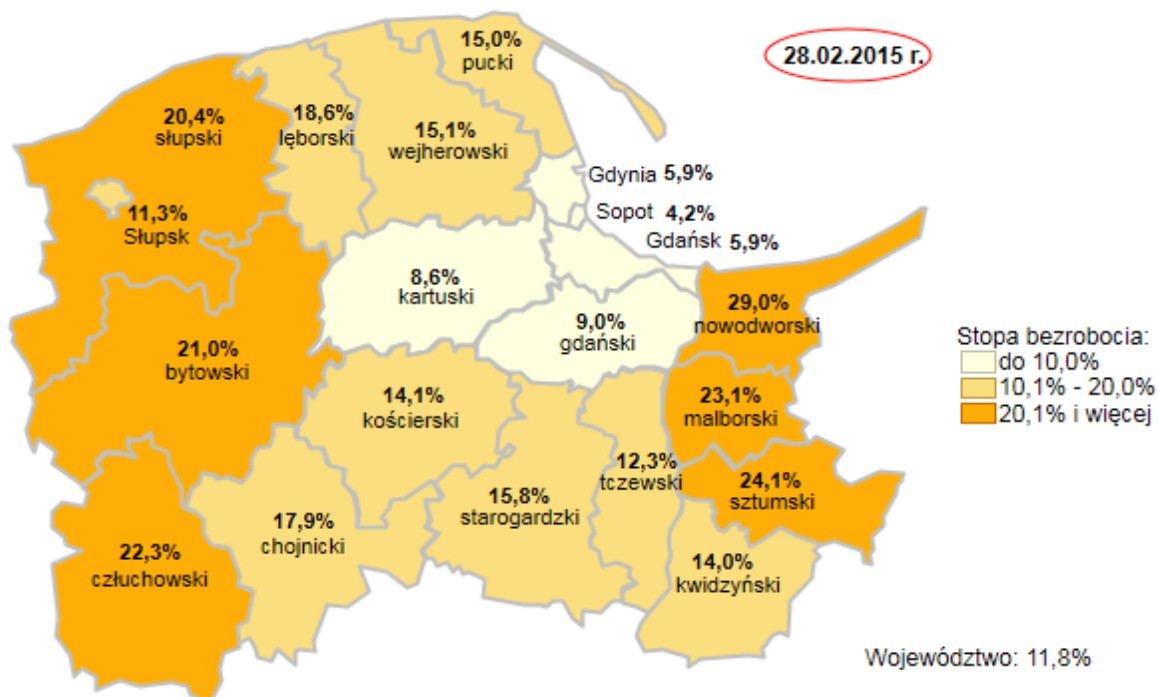 15,0%
pucki
28.02.2015 r.
20,4%
słupski
18,6%
lęborski
15,1%
wejherowski
Gdynia 5,9%
Sopot 4,2%
Gdańsk 5,9%
11,3%
Słupsk
8,6%
kartuski
9,0%
gdański
29,0%
nowodworski
21,0%
bytowski
14,1%
kościerski
23,1%
malborski
Stopa bezrobocia:
do 10,0%
10,1% - 20,0%
20,1% i więcej
12,3%
tczewski
24,1%
sztumski
15,8%
starogardzki
17,9%
chojnicki
22,3%
człuchowski
14,0%
kwidzyński
Województwo: 11,8%